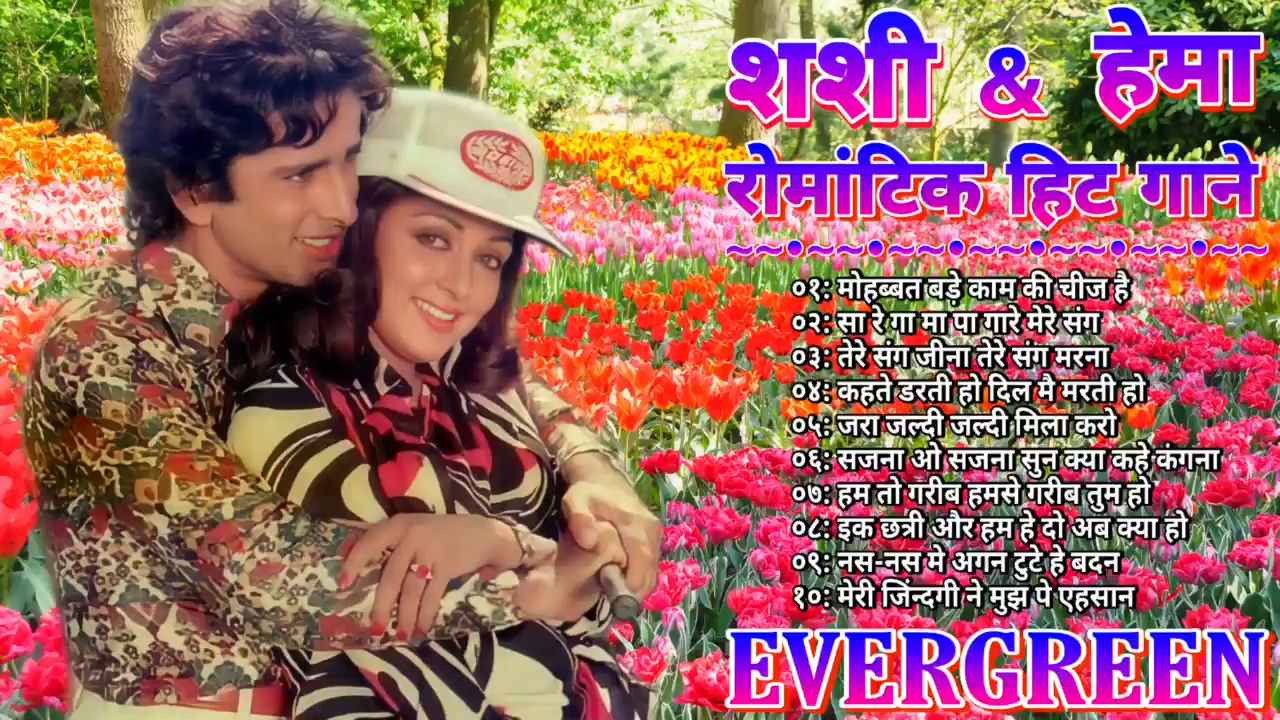 शशी & हेमा
रोमांटिक हिट गाने
०१: मोहब्बत बड़े काम की चीज है
०२: सा रे गा मा पा गारे मेरे संग
०३: तेरे संग जीना तेरे संग मरना
०४: कहते डरती हो दिल मै मरती हो
०५: जरा जल्दी जल्दी मिला करो
०६: सजना ओ सजना सुन क्या कहे कंगना
०७: हम तो गरीब हमसे गरीब तुम हो
०८: इक छत्री और हम हे दो अब क्या हो
०९: नस-नस मे अगन टुटे हे बदन
१०: मेरी जिंन्दगी ने मुझ पे एहसान
EVERGREEN